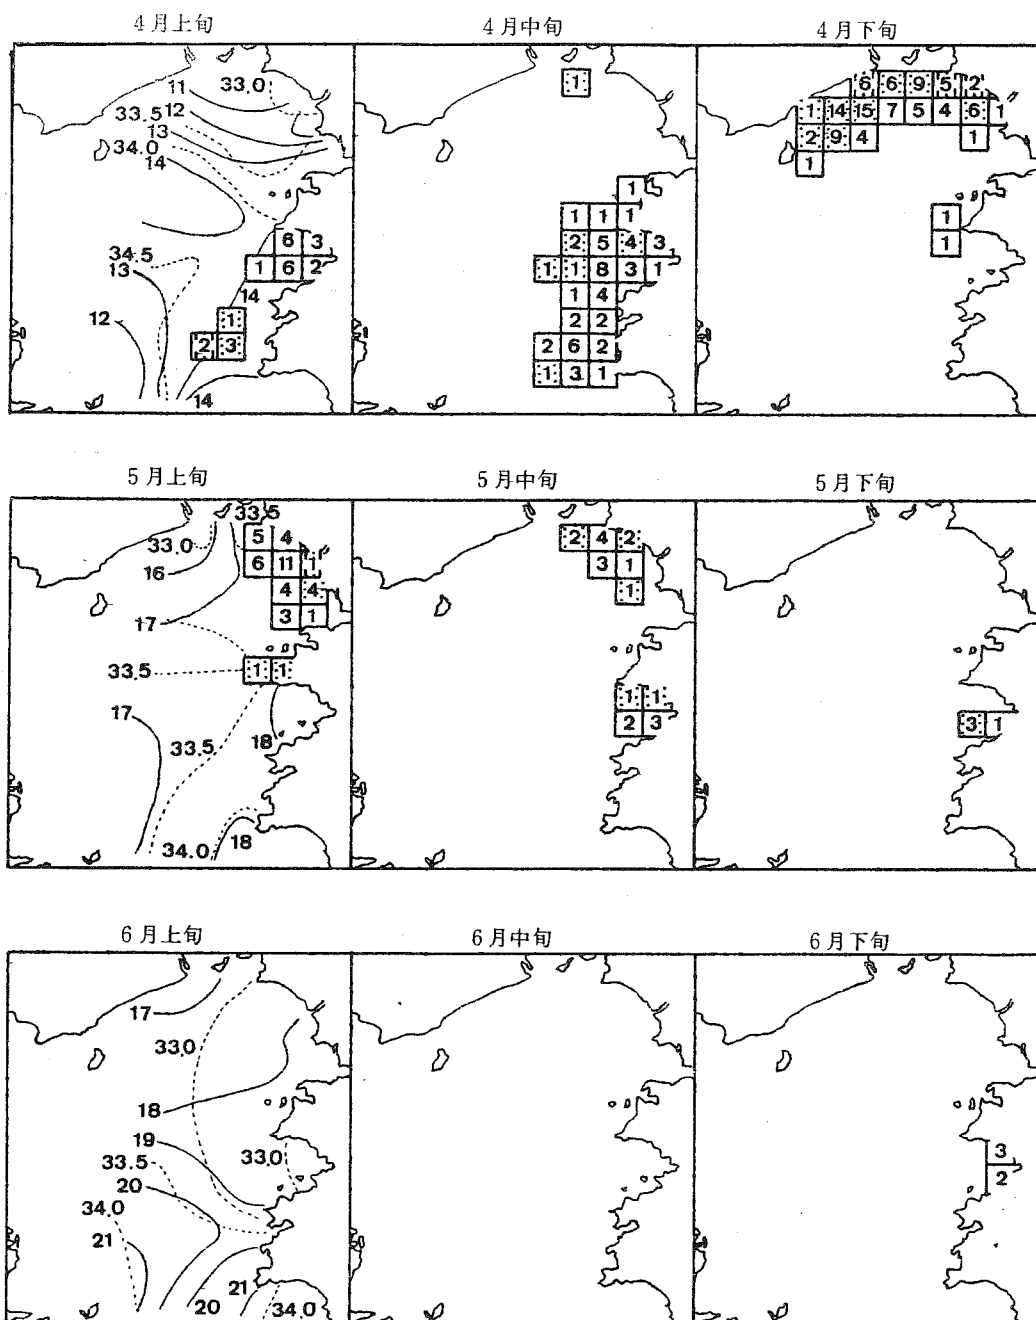 4月上旬 4月中旬 4月下旬
11 33.0 1 6 6 9 5 2
33.5 12 1 14 15 7 5 4 6 1
13 2 9 4 1
34.0 1
14 1
1 1 1 1
6 3 2 5 4 3 1
34.5 1 6 2 1 1 8 3 1
13 14 1 4
12 1 2 2
2 3 2 6 2
14 1 3 1
5月上旬 5月中旬 5月下旬
33.5
33.0 5 4 2 4 2
16 6 11 1 3 1
4 4 1
17 3 1
33.5 1 1
17 1 1
33.5 18 2 3 3 1
34.0 18
6月上旬 6月中旬 6月下旬
17
33.0
18
19
33.5 33.0 3
20 2
34.0
21
21
20 34.0